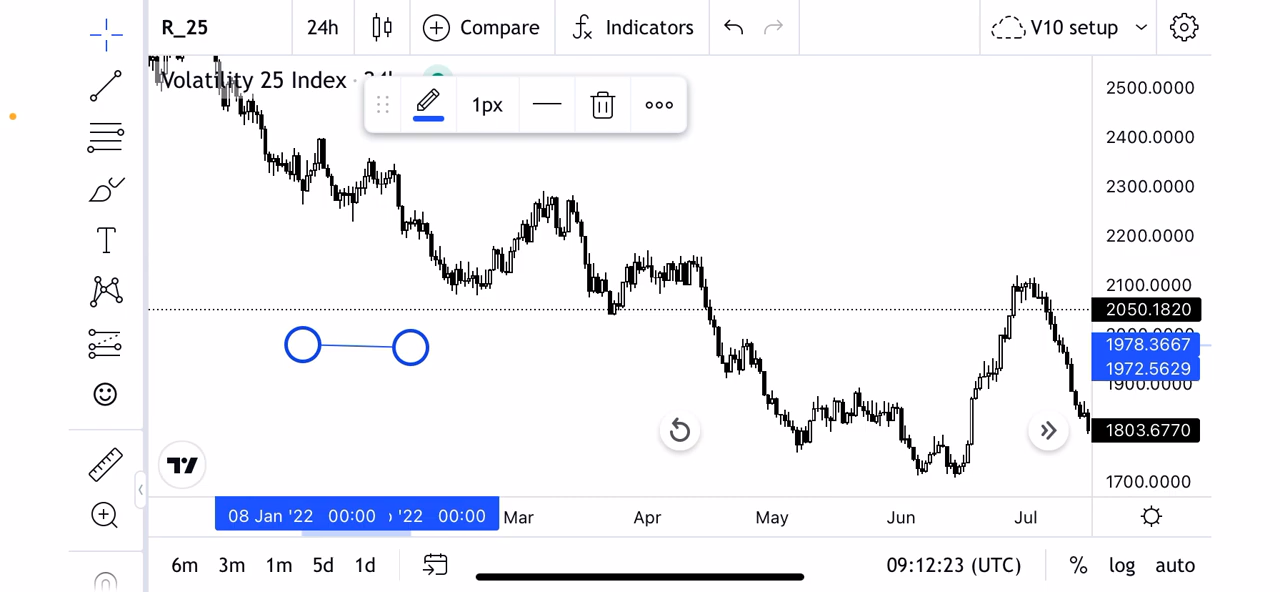 R_25 24h Compare Indicators V10 setup
Volatility 25 Index ·
1px
2500.0000
2400.0000
2300.0000
2200.0000
2100.0000
2050.1820
1978.3667
1972.5629
1900.0000
1803.6770
1700.0000
08 Jan '22 00:00 '22 00:00 Mar Apr May Jun Jul
6m 3m 1m 5d 1d 09:12:23 (UTC) % log auto